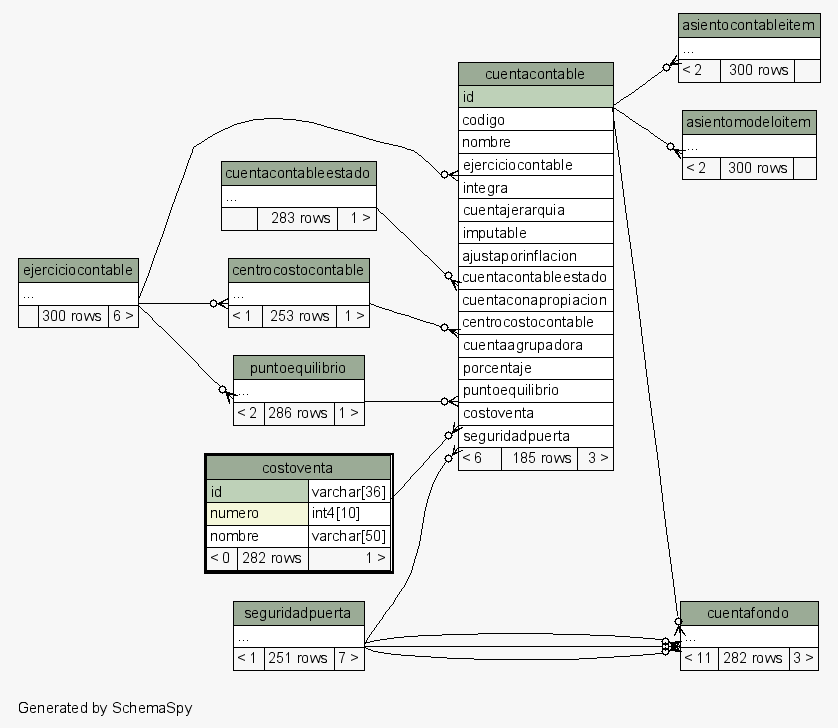 asientocontableitem
...
< 2 300 rows
cuentacontable
id
codigo
nombre
ejerciciocontable
integra
cuentajerarquia
imputable
ajustaporinflacion
cuentacontableestado
cuentaconapropiacion
centrocostocontable
cuentaagrupadora
porcentaje
puntoequilibrio
costoventa
seguridadpuerta
< 6 185 rows 3 >
asientomodeloitem
...
< 2 300 rows
cuentacontableestado
...
283 rows 1 >
ejerciciocontable
...
300 rows 6 >
centrocostocontable
...
< 1 253 rows 1 >
puntoequilibrio
...
< 2 286 rows 1 >
costoventa
id varchar[36]
numero int4[10]
nombre varchar[50]
< 0 282 rows 1 >
seguridadpuerta
...
< 1 251 rows 7 >
cuentafondo
...
< 11 282 rows 3 >
Generated by SchemaSpy